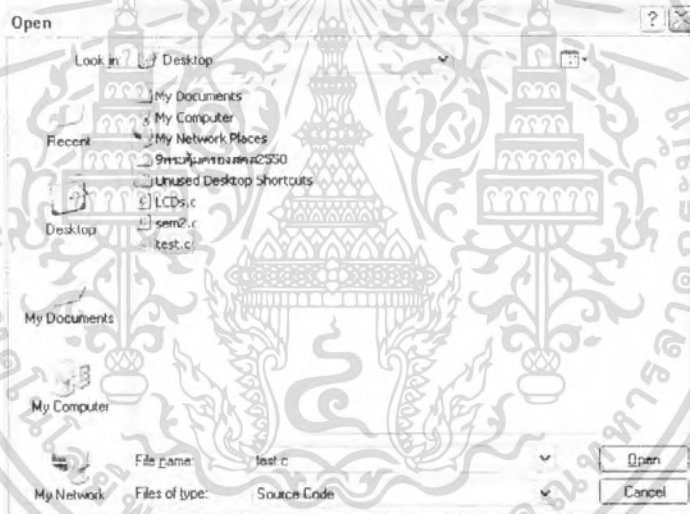 Open
Look in: Desktop
My Documents
My Computer
My Network Places
Unused Desktop Shortcuts
LCDs.c
sem2.c
test.c
Recent
Desktop
My Documents
My Computer
My Network
File name: test.c
Open
Files of type: Source Code
Cancel